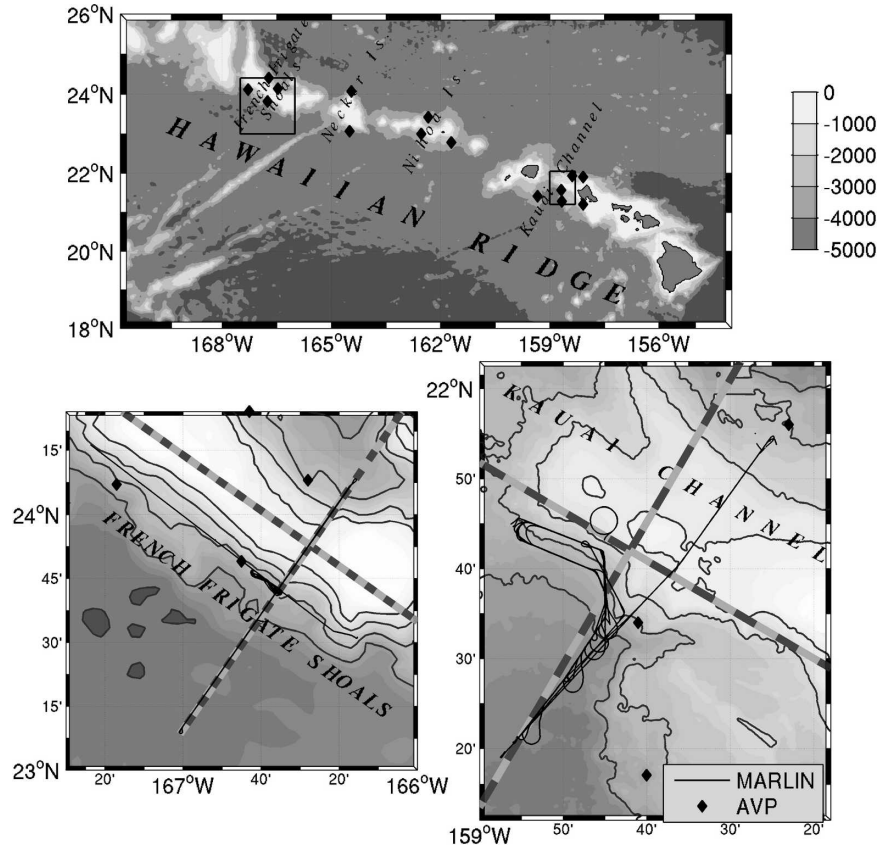 26°N
24°N
22°N
20°N
18°N
168°W
165°W
162°W
159°W
156°W
French Frigate
Shoals
Necker Is
Nihoa Is
Kauai Channel
HAWAIIAN RIDGE
0
-1000
-2000
-3000
-4000
-5000
15'
24°N
45'
30'
15'
23°N
20'
167°W
40'
20'
166°W
FRENCH FRIGATE SHOALS
22°N
50'
40'
30'
20'
159°W
50'
40'
30'
20'
KAUAI CHANNEL
MARLIN
AVP